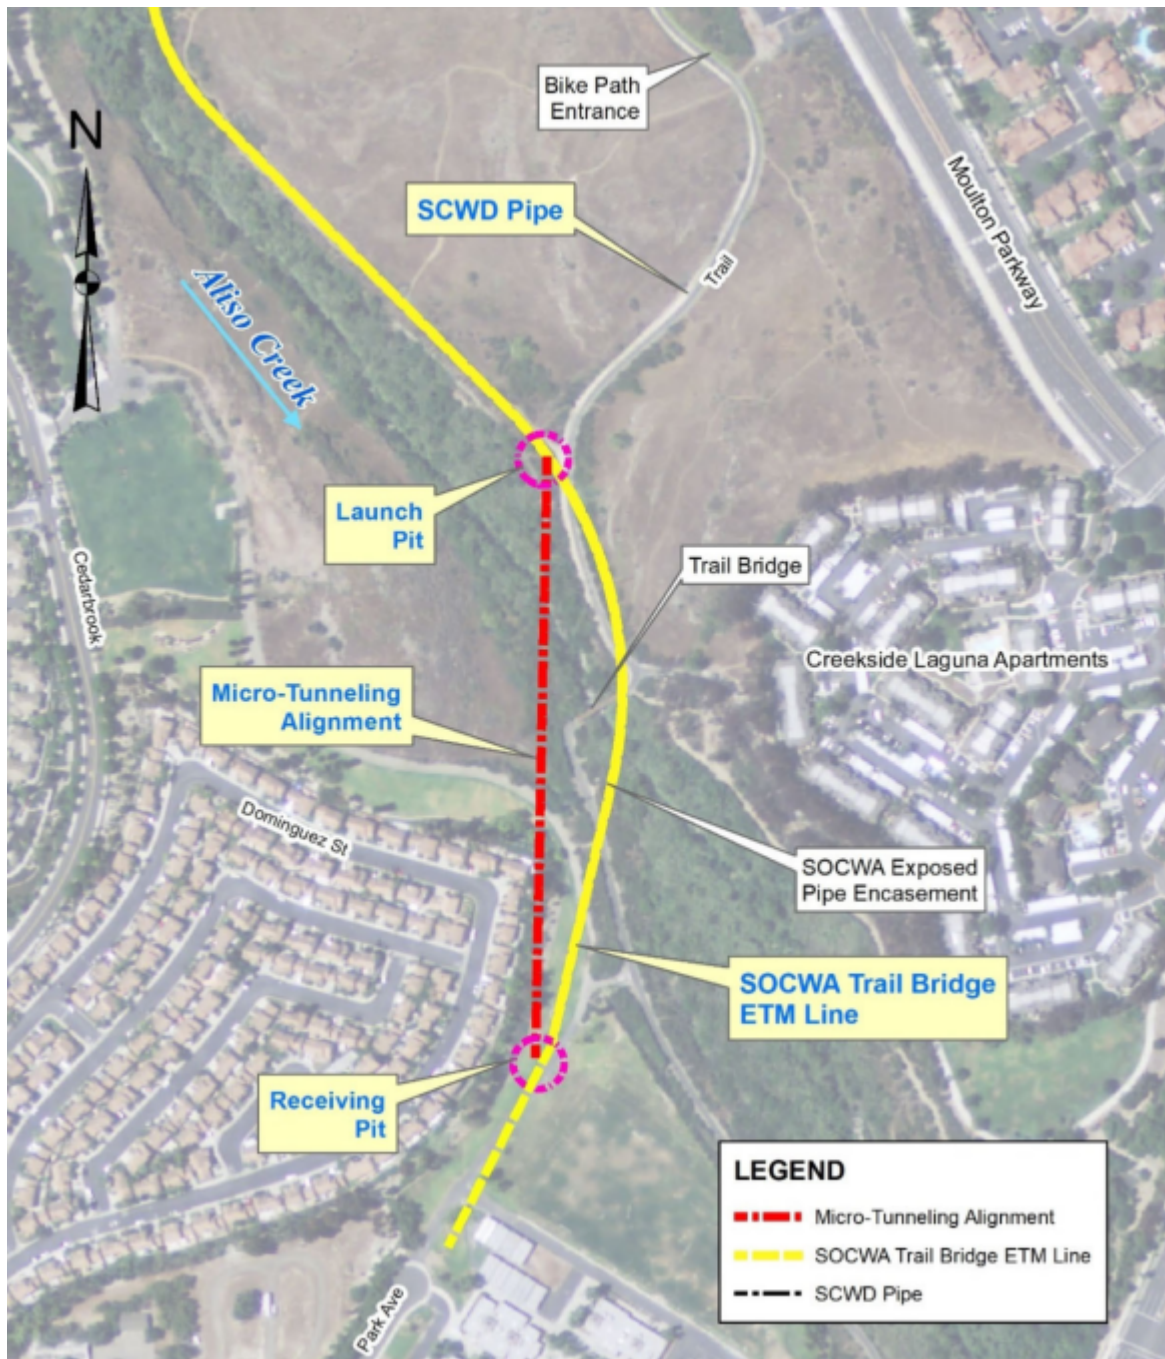 Bike Path
Entrance
N
Moulton Parkway
SCWD Pipe
Trail
Aliso Creek
Launch
Pit
Trail Bridge
Cedarbrook
Creekside Laguna Apartments
Micro-Tunneling
Alignment
Dominguez St
SOCWA Exposed
Pipe Encasement
SOCWA Trail Bridge
ETM Line
Receiving
Pit
LEGEND
Micro-Tunneling Alignment
SOCWA Trail Bridge ETM Line
SCWD Pipe
Park Ave